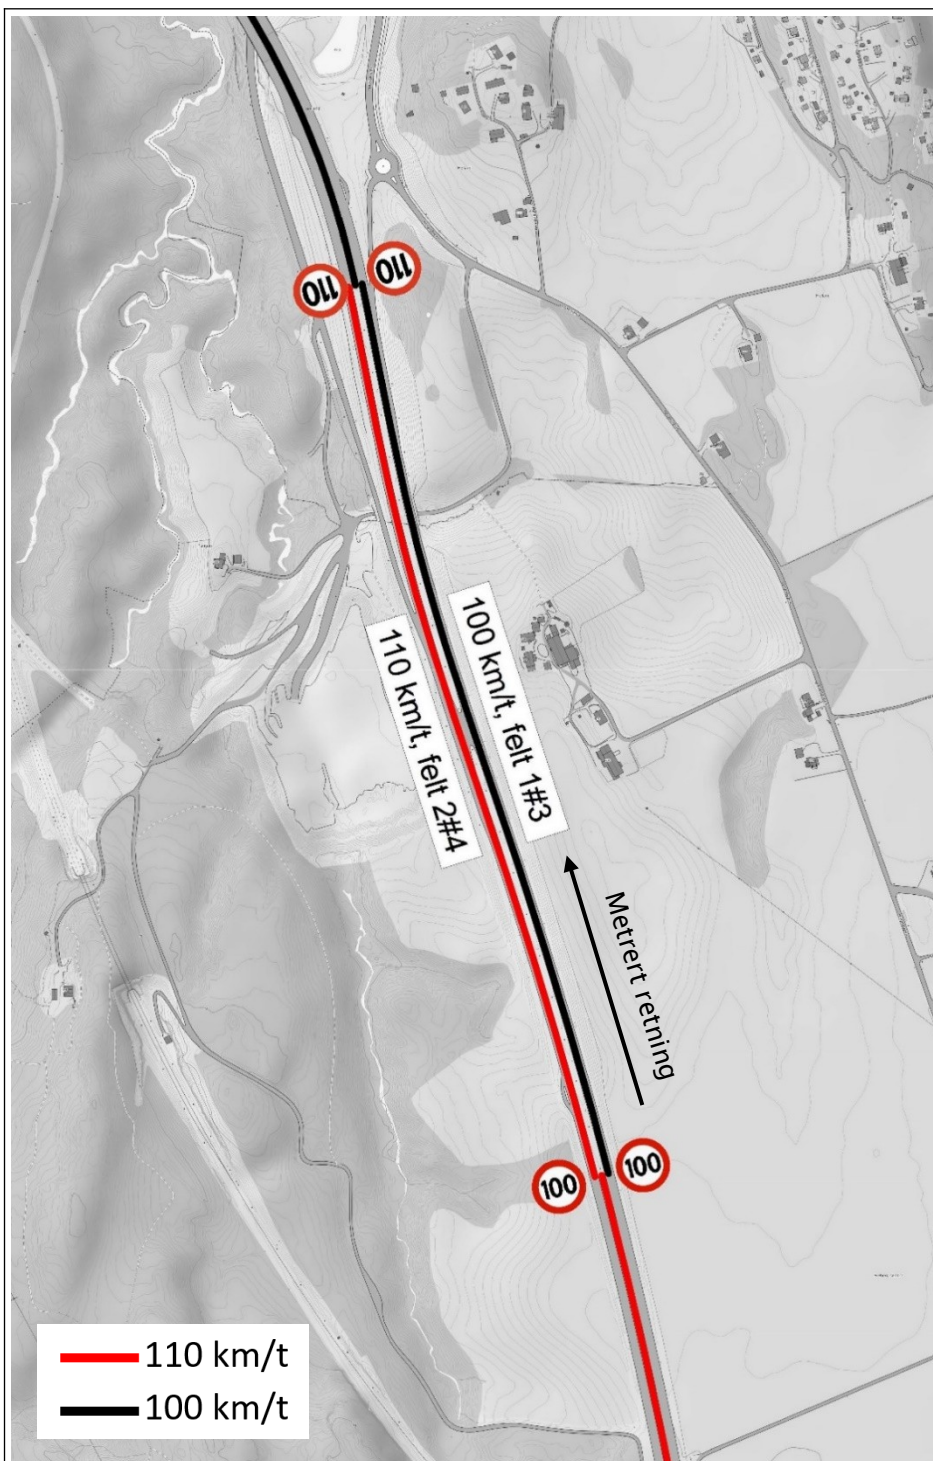 110
110
110 km/t, felt 2#4
100 km/t, felt 1#3
Metrert retning
100
100
110 km/t
100 km/t